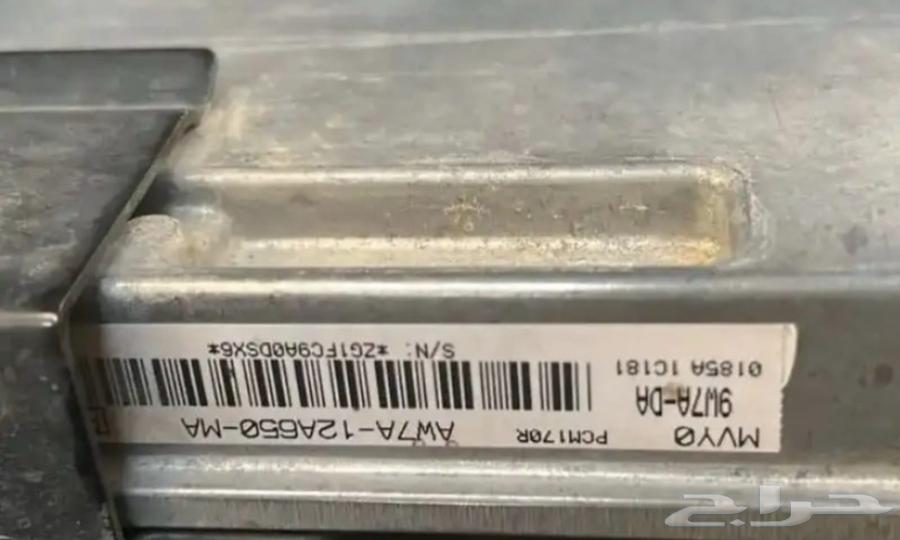 MVY0 PCM170R AW7A-12A650-MA
9W7A-DA
0185A 1C181 S/N: *ZG1FC9A0DSX6*
حراج